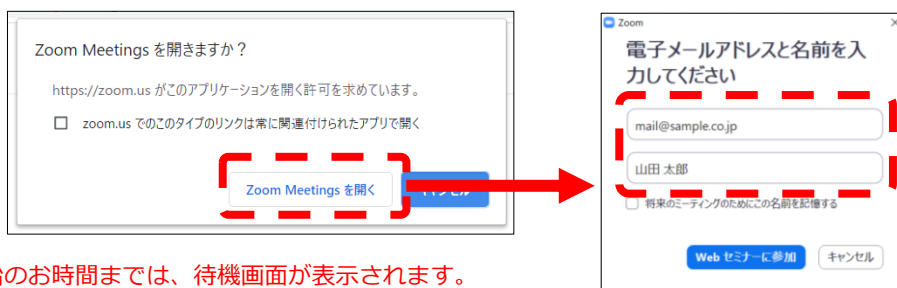 Zoom Meetings を開きますか？
https://zoom.us がこのアプリケーションを開く許可を求めています。
zoom.us でのこのタイプのリンクは常に関連付けられたアプリで開く
Zoom Meetings を開く
キャンセル
Zoom
電子メールアドレスと名前を入
力してください
mail@sample.co.jp
山田 太郎
将来のミーティングのためにこの名前を記憶する
Web セミナーに参加
キャンセル
のお時間までは、待機画面が表示されます。